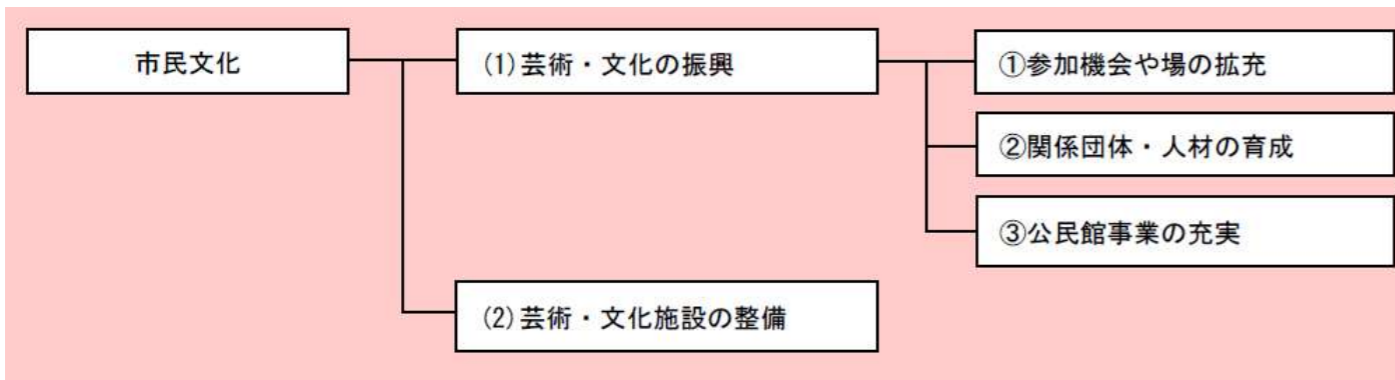 市民文化
(1)芸術・文化の振興
①参加機会や場の拡充
②関係団体・人材の育成
③公民館事業の充実
(2)芸術・文化施設の整備